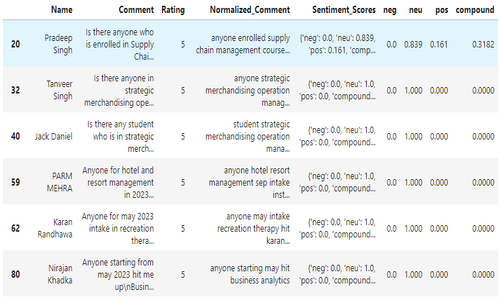 Name Comment Rating Normalized_Comment Sentiment_Scores neg neu pos compound
20 Pradeep Singh Is there anyone who is enrolled in Supply Chai... 5 anyone enrolled supply chain management course... {'neg': 0.0, 'neu': 0.839, 'pos': 0.161, 'comp... 0.0 0.839 0.161 0.3182
32 Tanveer Singh Is there anyone in strategic merchandising ope... 5 anyone strategic merchandising operation manag... {'neg': 0.0, 'neu': 1.0, 'pos': 0.0, 'compound... 0.0 1.000 0.000 0.0000
40 Jack Daniel Is there any student who is in strategic merch... 5 student strategic merchandising operation mana... {'neg': 0.0, 'neu': 1.0, 'pos': 0.0, 'compound... 0.0 1.000 0.000 0.0000
59 PARM MEHRA Anyone for hotel and resort management in 2023... 5 anyone hotel resort management sep intake inst... {'neg': 0.0, 'neu': 1.0, 'pos': 0.0, 'compound... 0.0 1.000 0.000 0.0000
62 Karan Randhawa Anyone for may 2023 intake in recreation thera... 5 anyone may intake recreation therapy hit karan... {'neg': 0.0, 'neu': 1.0, 'pos': 0.0, 'compound... 0.0 1.000 0.000 0.0000
80 Nirajan Khadka Anyone starting from may 2023 hit me up\nBusin... 5 anyone starting may hit business analytics {'neg': 0.0, 'neu': 1.0, 'pos': 0.0, 'compound... 0.0 1.000 0.000 0.0000